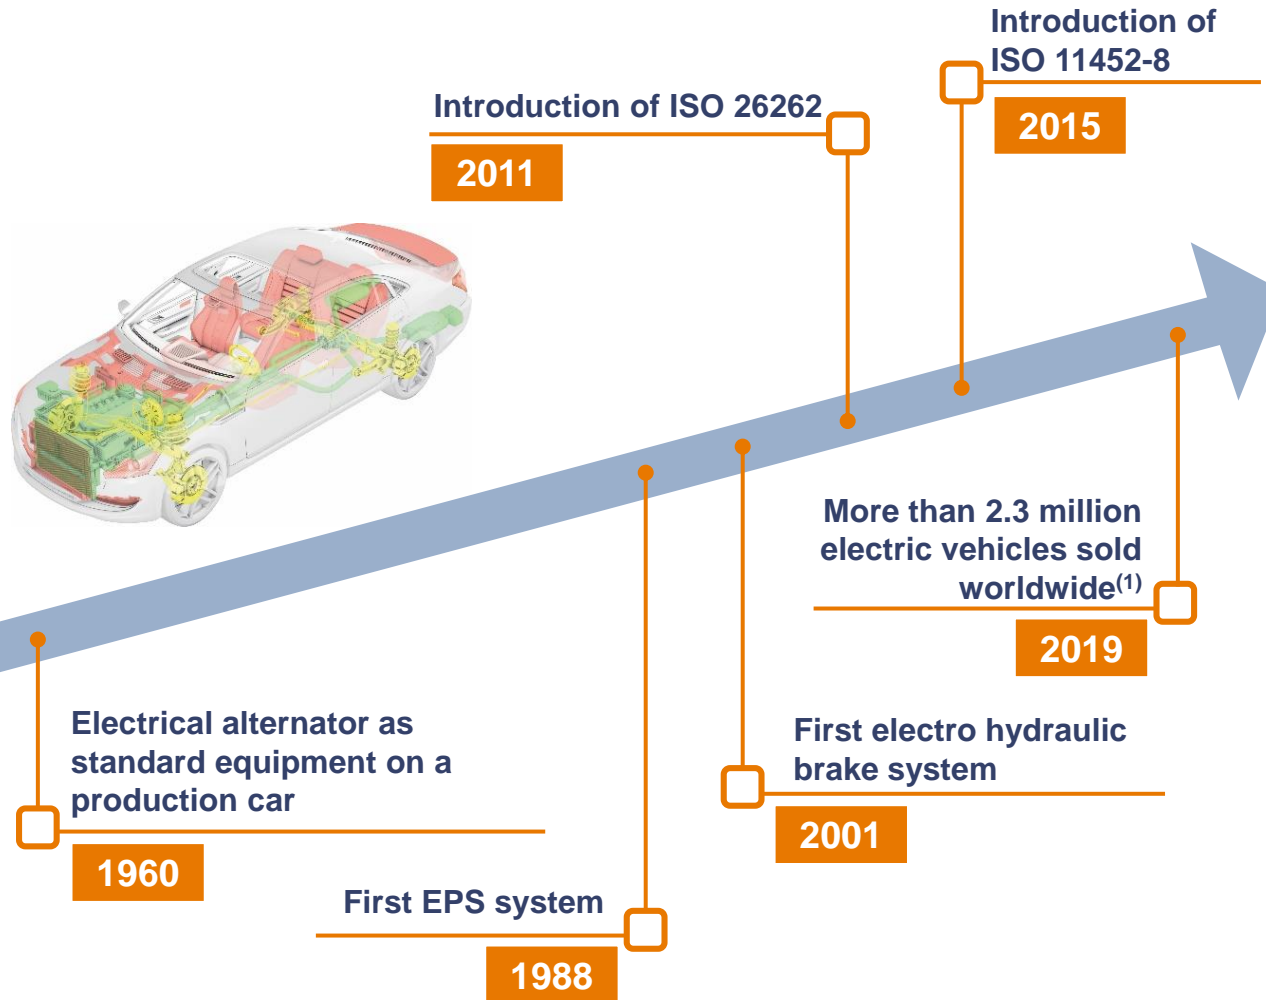 Introduction of
ISO 11452-8
2015
Introduction of ISO 26262
2011
More than 2.3 million
electric vehicles sold
worldwide(1)
2019
Electrical alternator as
standard equipment on a
production car
1960
First electro hydraulic
brake system
2001
First EPS system
1988